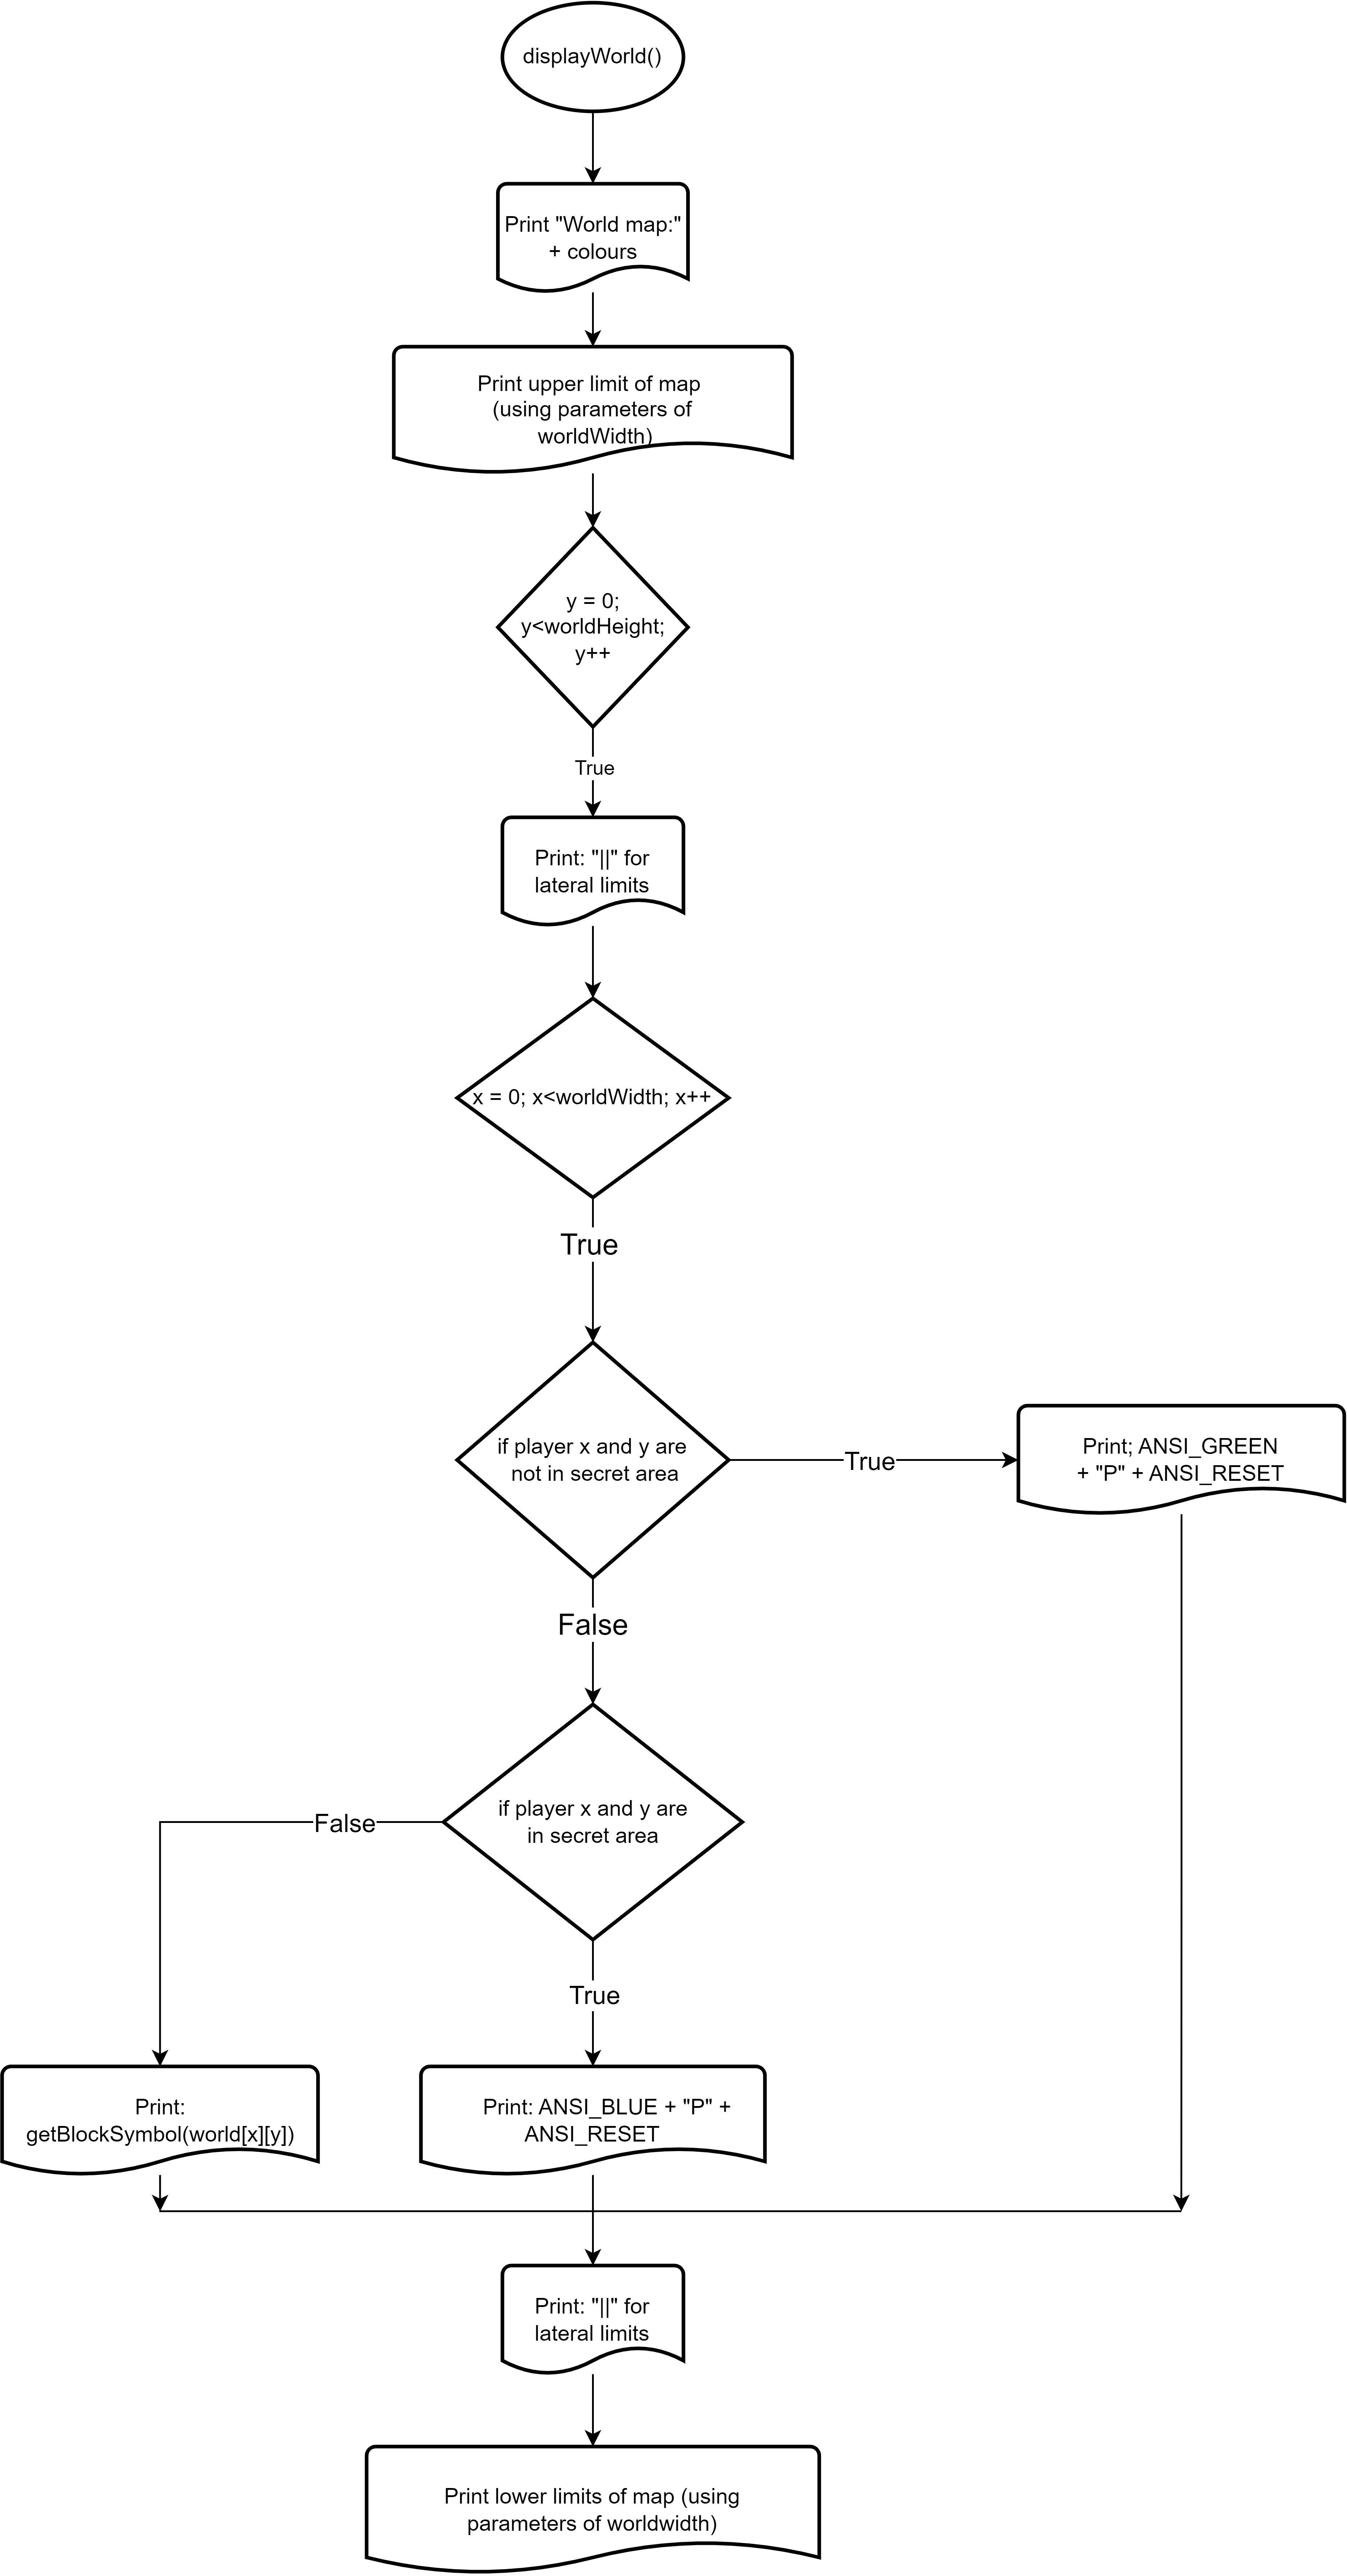 displayWorld()
Print "World map:"
+ colours
Print upper limit of map
(using parameters of
worldWidth)
y = 0;
y<worldHeight;
y++
True
Print: "||" for
lateral limits
x = 0; x<worldWidth; x++
True
if player x and y are
not in secret area
True
Print; ANSI_GREEN
+ "P" + ANSI_RESET
False
if player x and y are
in secret area
False
True
Print:
getBlockSymbol(world[x][y])
Print: ANSI_BLUE + "P" +
ANSI_RESET
Print: "||" for
lateral limits
Print lower limits of map (using
parameters of worldwidth)